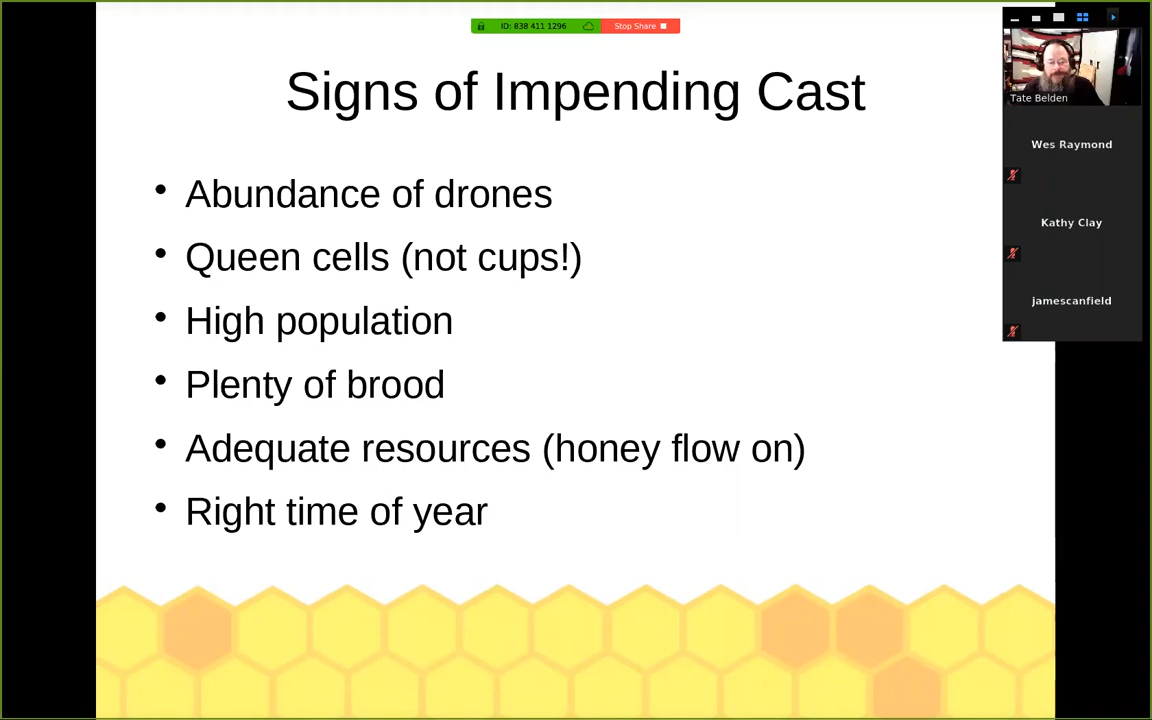 ID: 838 411 1296
Stop Share
Signs of Impending Cast
• Abundance of drones
• Queen cells (not cups!)
• High population
• Plenty of brood
• Adequate resources (honey flow on)
• Right time of year
Tate Belden
Wes Raymond
Kathy Clay
jamescanfield